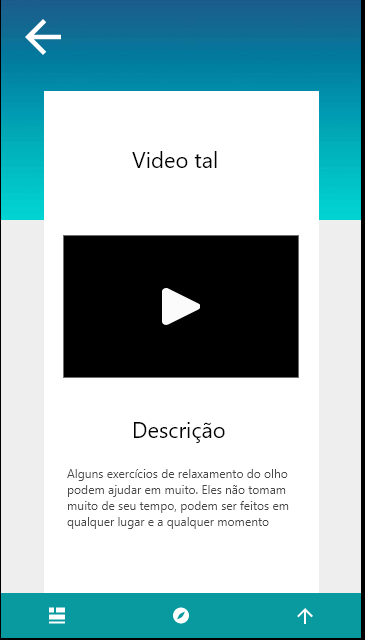 Video tal
Descrição
Alguns exercícios de relaxamento do olho
podem ajudar em muito. Eles não tomam
muito de seu tempo, podem ser feitos em
qualquer lugar e a qualquer momento